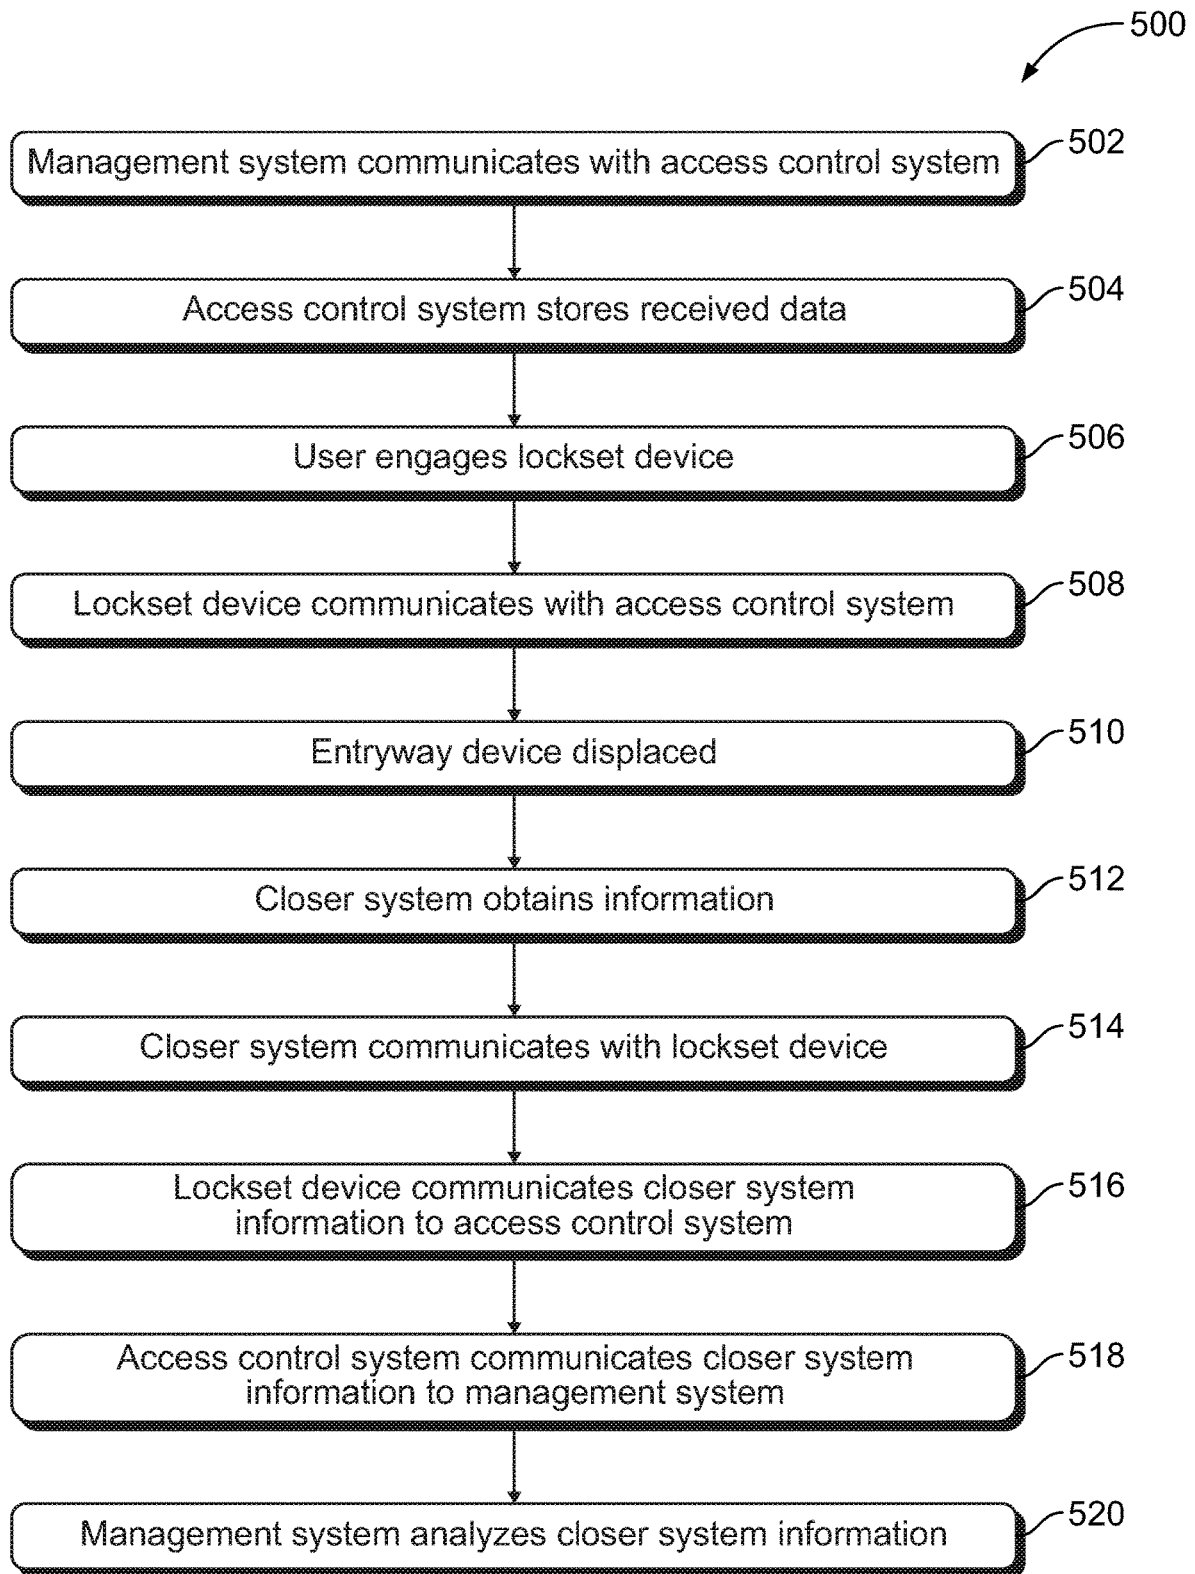 500
Management system communicates with access control system
502
Access control system stores received data
504
User engages lockset device
506
Lockset device communicates with access control system
508
Entryway device displaced
510
Closer system obtains information
512
Closer system communicates with lockset device
514
Lockset device communicates closer system
information to access control system
516
Access control system communicates closer system
information to management system
518
Management system analyzes closer system information
520